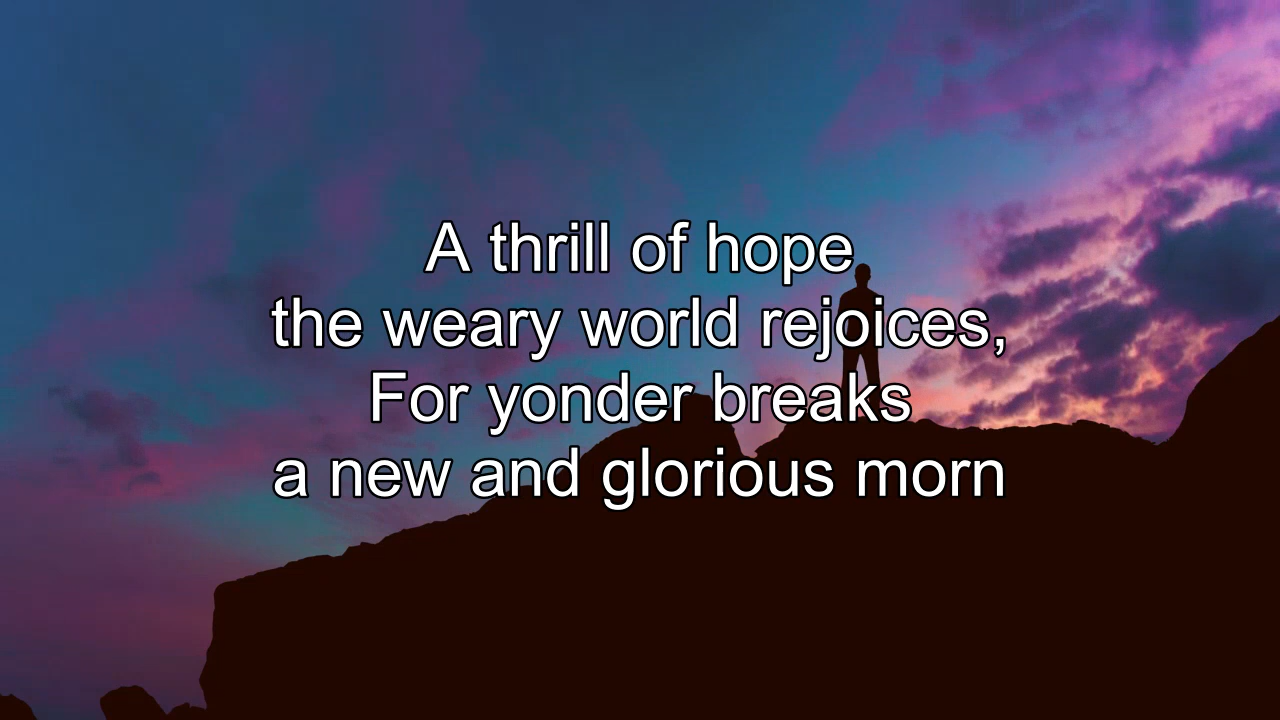 A thrill of hope
the weary world rejoices,
For yonder breaks
a new and glorious morn